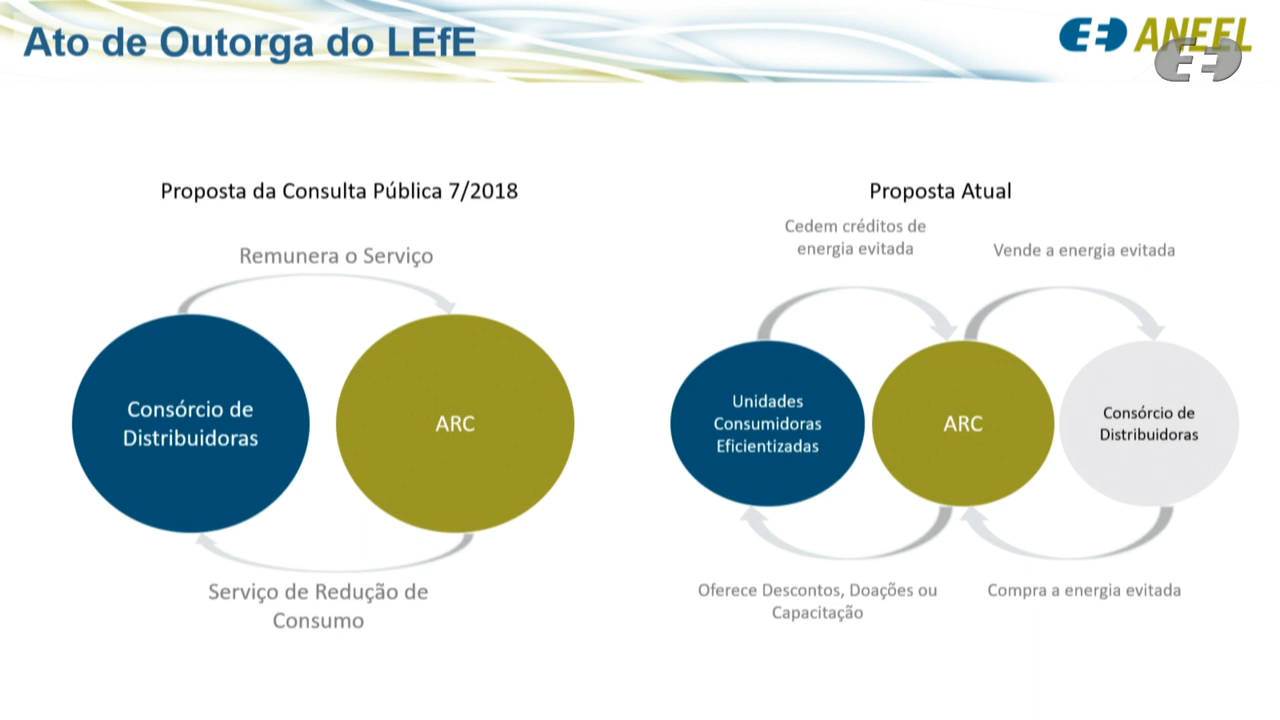 Ato de Outorga do LEfE
ANEEL
Proposta da Consulta Pública 7/2018
Remunera o Serviço
Consórcio de
Distribuidoras
ARC
Serviço de Redução de
Consumo
Proposta Atual
Cedem créditos de
energia evitada
Vende a energia evitada
Unidades
Consumidoras
Eficientizadas
ARC
Consórcio de
Distribuidoras
Oferece Descontos, Doações ou
Capacitação
Compra a energia evitada